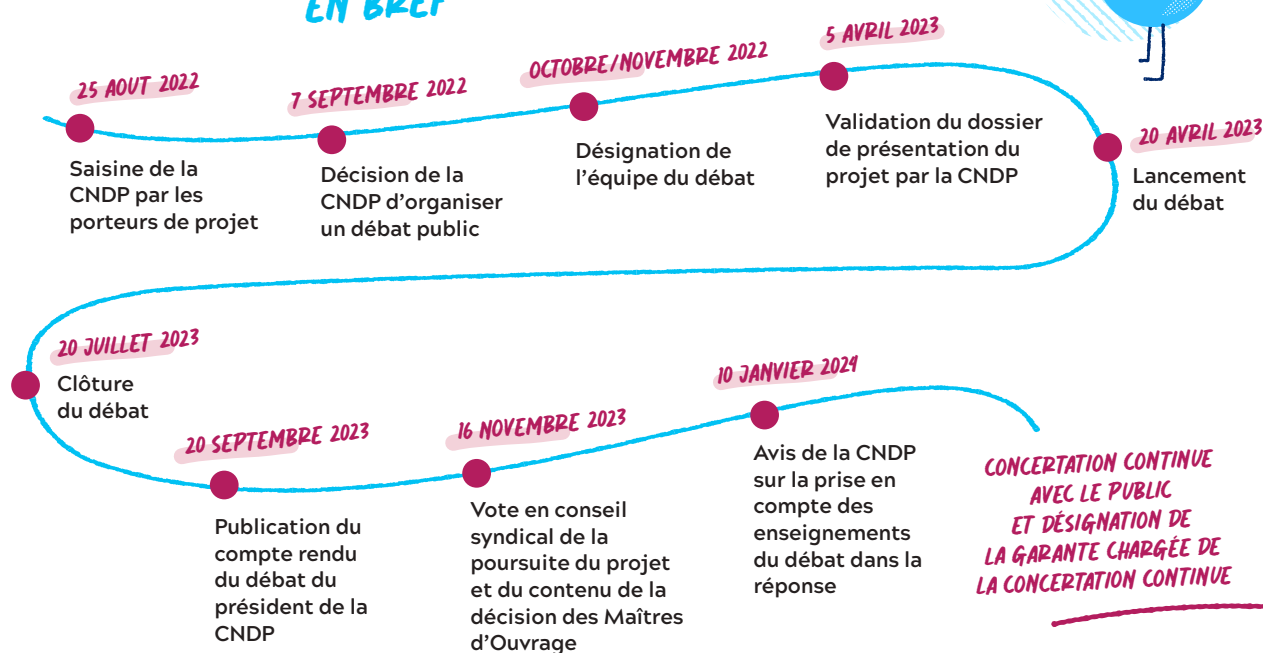 EN BREF
25 AOUT 2022
Saisine de la
CNDP par les
porteurs de projet
7 SEPTEMBRE 2022
Décision de la
CNDP d'organiser
un débat public
OCTOBRE/NOVEMBRE 2022
Désignation de
l'équipe du débat
5 AVRIL 2023
Validation du dossier
de présentation du
projet par la CNDP
20 AVRIL 2023
Lancement
du débat
20 JUILLET 2023
Clôture
du débat
20 SEPTEMBRE 2023
Publication du
compte rendu
du débat du
président de la
CNDP
16 NOVEMBRE 2023
Vote en conseil
syndical de la
poursuite du projet
et du contenu de la
décision des Maîtres
d'Ouvrage
10 JANVIER 2024
Avis de la CNDP
sur la prise en
compte des
enseignements
du débat dans la
réponse
CONCERTATION CONTINUE
AVEC LE PUBLIC
ET DÉSIGNATION DE
LA GARANTE CHARGÉE DE
LA CONCERTATION CONTINUE